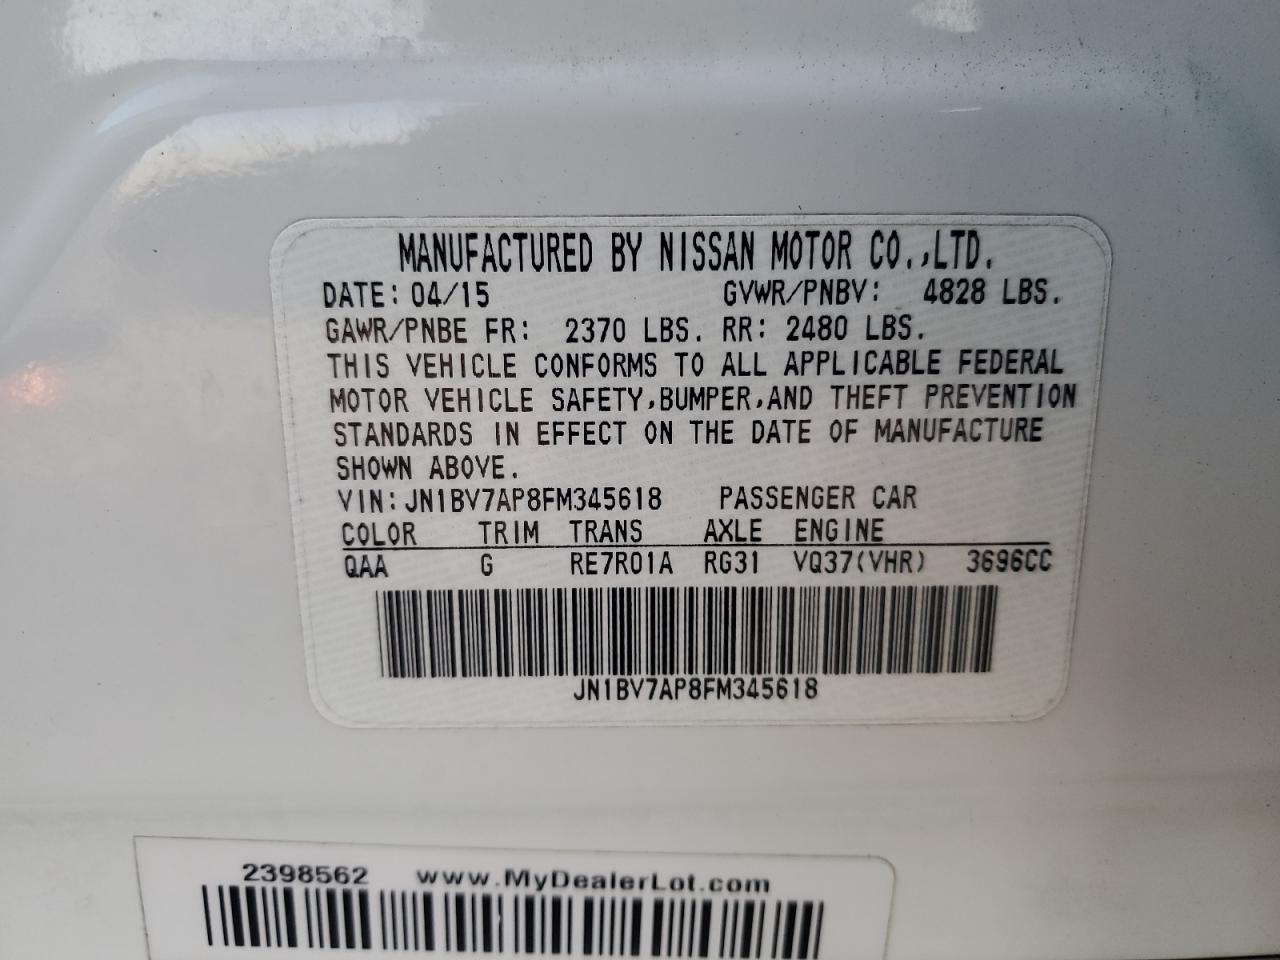 MANUFACTURED BY NISSAN MOTOR CO.,LTD.
DATE: 04/15 GVWR/PNBV: 4828 LBS.
GAWR/PNBE FR: 2370 LBS. RR: 2480 LBS.
THIS VEHICLE CONFORMS TO ALL APPLICABLE FEDERAL
MOTOR VEHICLE SAFETY,BUMPER,AND THEFT PREVENTION
STANDARDS IN EFFECT ON THE DATE OF MANUFACTURE
SHOWN ABOVE.
VIN: JN1BV7AP8FM345618 PASSENGER CAR
COLOR TRIM TRANS AXLE ENGINE
QAA G RE7R01A RG31 VQ37(VHR) 3696CC
JN1BV7AP8FM345618
2398562 www.MyDealerLot.com